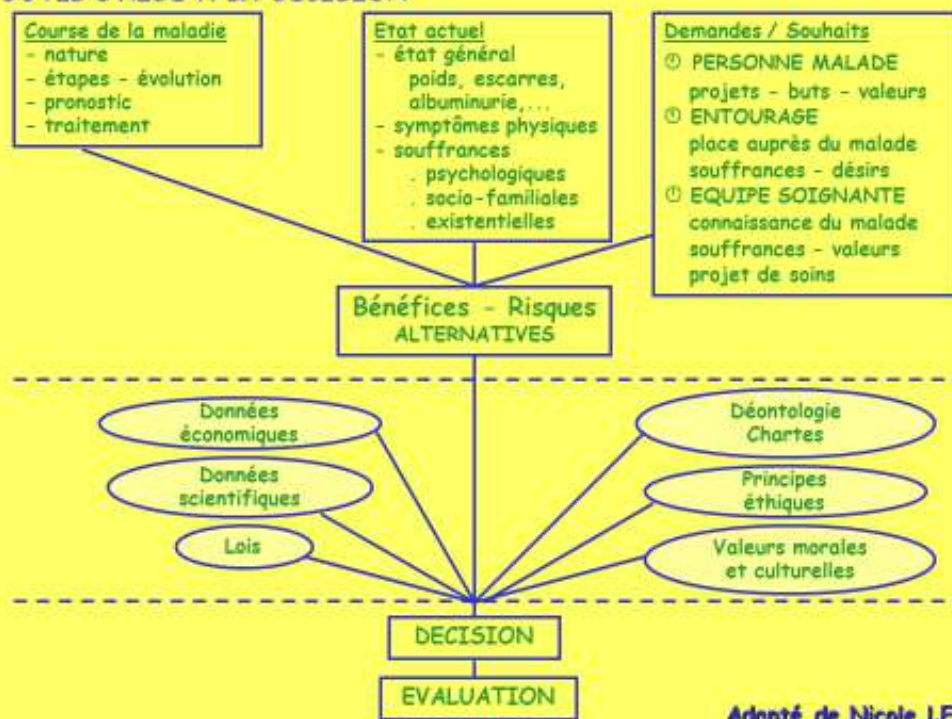 Course de la maladie
- nature
- étapes - évolution
- pronostic
- traitement
Etat actuel
- état général
poids, escarres,
albuminurie,...
- symptômes physiques
- souffrances
. psychologiques
. socio-familiales
. existentielles
Demandes / Souhaits
PERSONNE MALADE
projets - buts - valeurs
ENTOURAGE
place auprès du malade
souffrances - désirs
EQUIPE SOIGNANTE
connaissance du malade
souffrances - valeurs
projet de soins
Bénéfices - Risques
ALTERNATIVES
Données
économiques
Données
scientifiques
Lois
Déontologie
Chartes
Principes
éthiques
Valeurs morales
et culturelles
DECISION
EVALUATION
Adapté de Nicole